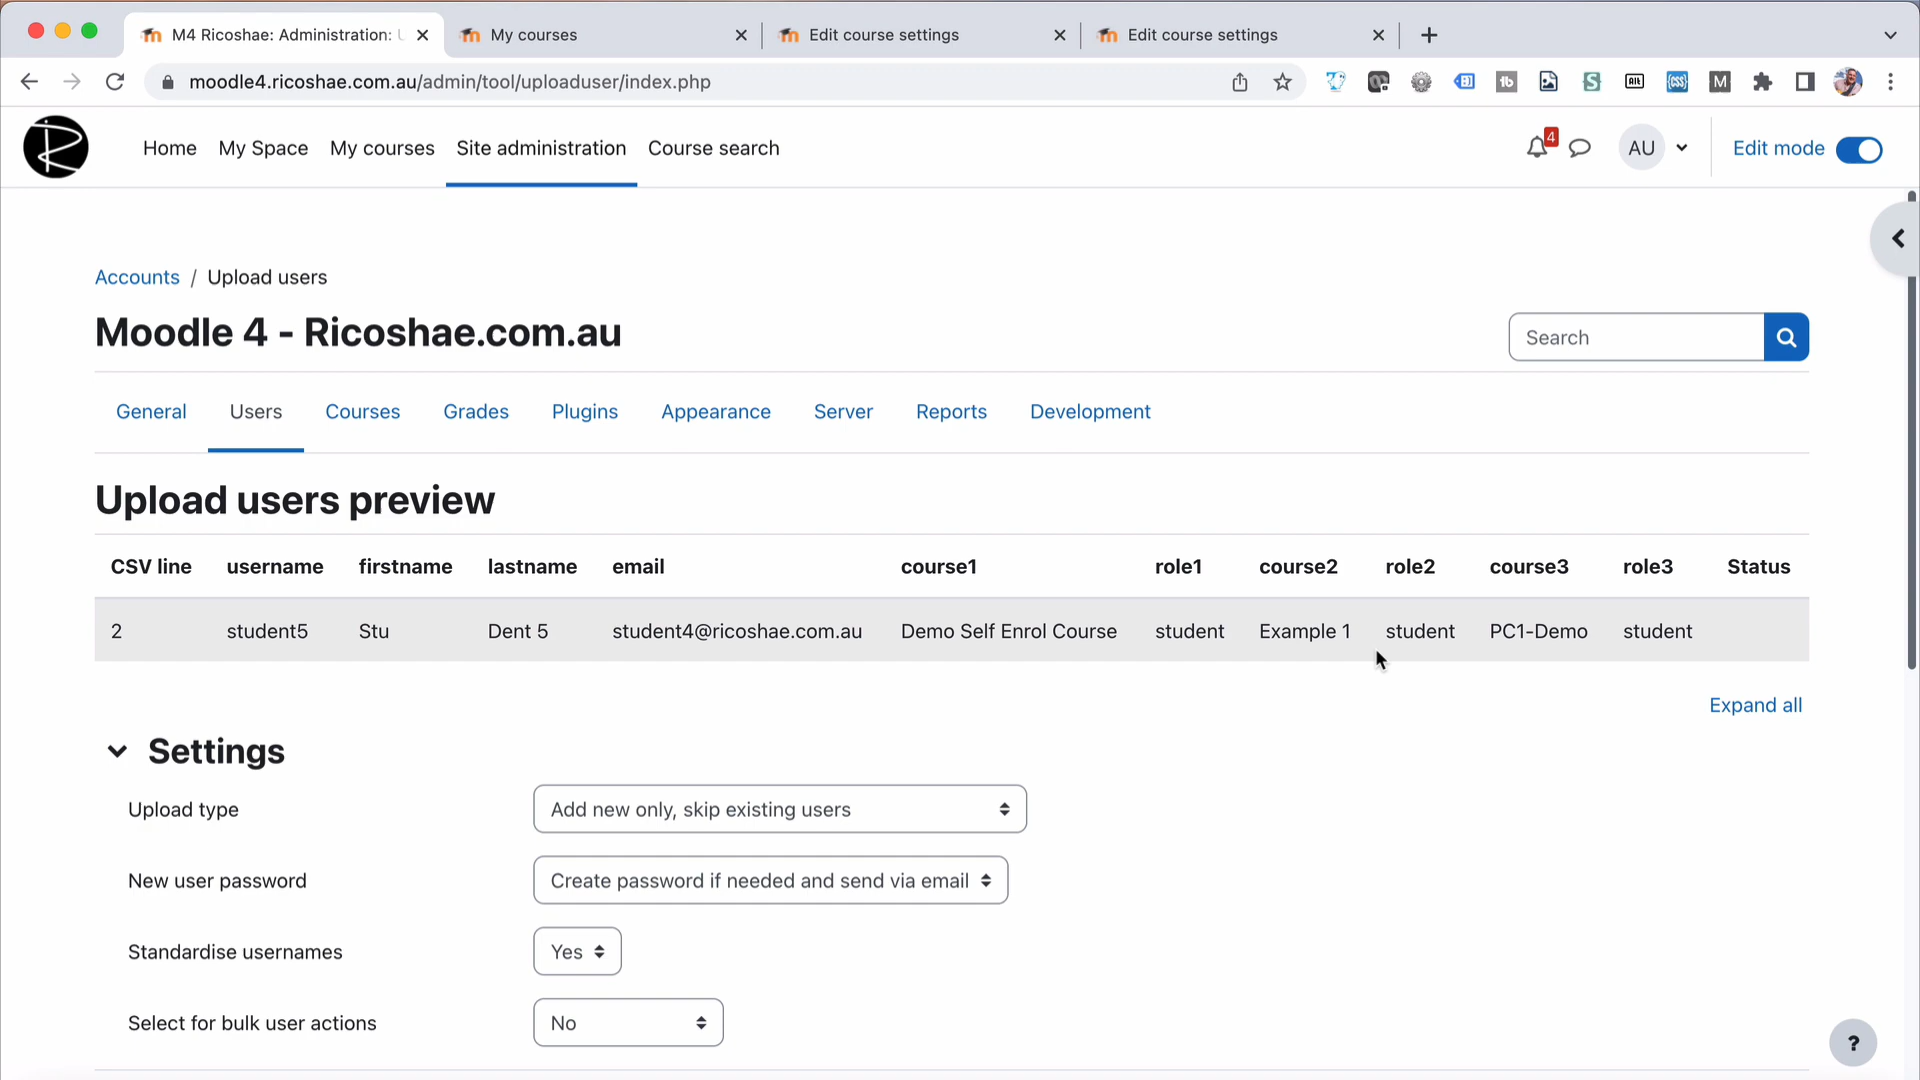 M4 Ricoshae: Administration:
My courses
Edit course settings
Edit course settings
moodle4.ricoshae.com.au/admin/tool/uploaduser/index.php
Home
My Space
My courses
Site administration
Course search
4
AU
Edit mode
Accounts / Upload users
Moodle 4 - Ricoshae.com.au
Search
General
Users
Courses
Grades
Plugins
Appearance
Server
Reports
Development
Upload users preview
CSV line username firstname lastname email course1 role1 course2 role2 course3 role3 Status
2 student5 Stu Dent 5 student4@ricoshae.com.au Demo Self Enrol Course student Example 1 student PC1-Demo student
Expand all
Settings
Upload type Add new only, skip existing users
New user password Create password if needed and send via email
Standardise usernames Yes
Select for bulk user actions No
?